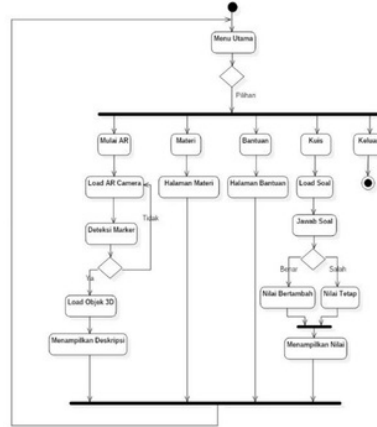 Menu Utama
Pilihan
Mulai AR
Materi
Bantuan
Kuis
Keluar
Load AR Camera
Halaman Materi
Halaman Bantuan
Load Soal
Tidak
Deteksi Marker
Jawab Soal
Ya
Benar
Salah
Load Objek 3D
Nilai Bertambah
Nilai Tetap
Menampilkan Deskripsi
Menampilkan Nilai